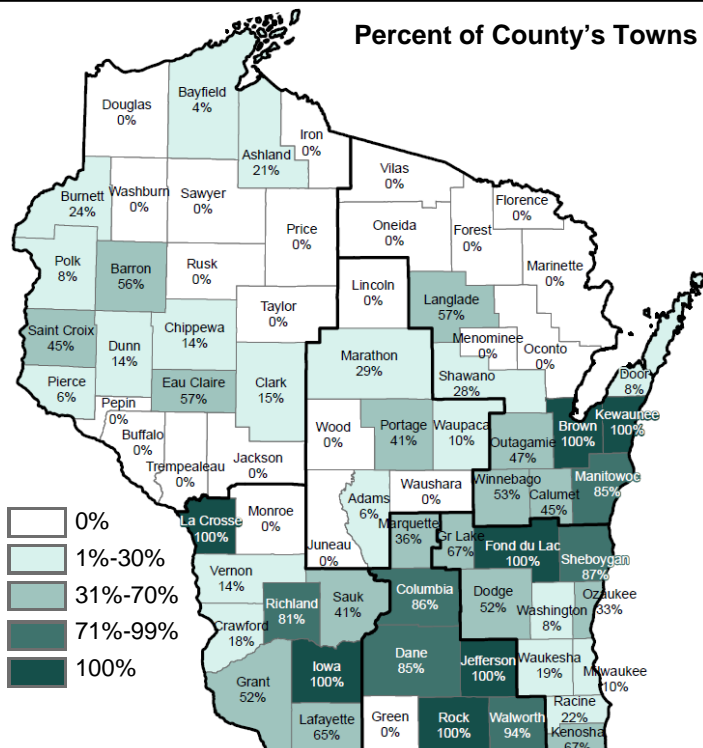 Percent of County's Towns
Douglas
0%
Bayfield
4%
Iron
0%
Ashland
21%
Vilas
0%
Florence
0%
Burnett
24%
Washburn
0%
Sawyer
0%
Price
0%
Oneida
0%
Forest
0%
Marinette
0%
Polk
8%
Barron
56%
Rusk
0%
Lincoln
0%
Langlade
57%
Taylor
0%
Saint Croix
45%
Dunn
14%
Chippewa
14%
Menominee
0%
Oconto
0%
Marathon
29%
Shawano
28%
Door
8%
Pierce
6%
Eau Claire
57%
Clark
15%
Pepin
0%
Buffalo
0%
Trempealeau
0%
Jackson
0%
Wood
0%
Portage
41%
Waupaca
10%
Outagamie
47%
Brown
100%
Kewaunee
100%
Adams
6%
Waushara
0%
Winnebago
53%
Calumet
45%
Manitowoc
85%
La Crosse
100%
Monroe
0%
Juneau
0%
Marquette
36%
Gr Lake
67%
Fond du Lac
100%
Sheboygan
87%
Vernon
14%
Richland
81%
Sauk
41%
Columbia
86%
Dodge
52%
Washington
8%
Ozaukee
33%
Crawford
18%
Grant
52%
Iowa
100%
Dane
85%
Jefferson
100%
Waukesha
19%
Milwaukee
10%
Lafayette
65%
Green
0%
Rock
100%
Walworth
94%
Racine
22%
Kenosha
67%
0%
1%-30%
31%-70%
71%-99%
100%